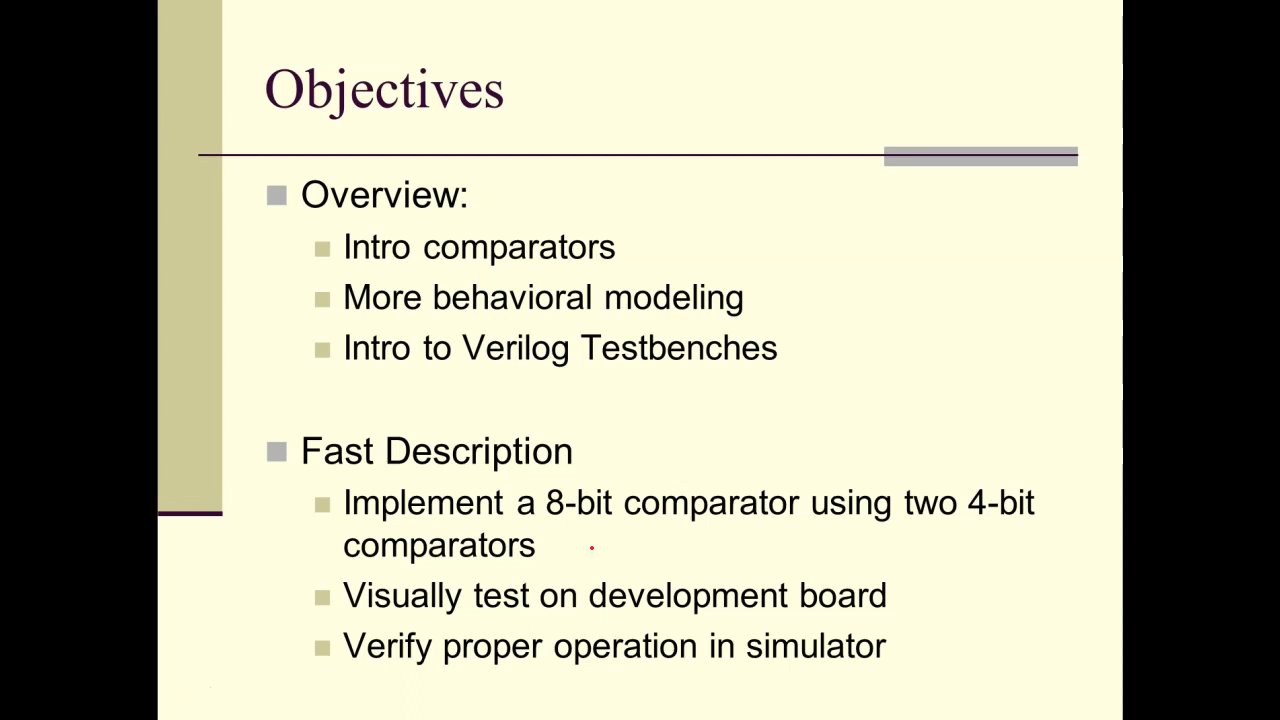 Objectives
Overview:
Intro comparators
More behavioral modeling
Intro to Verilog Testbenches
Fast Description
Implement a 8-bit comparator using two 4-bit
comparators
Visually test on development board
Verify proper operation in simulator